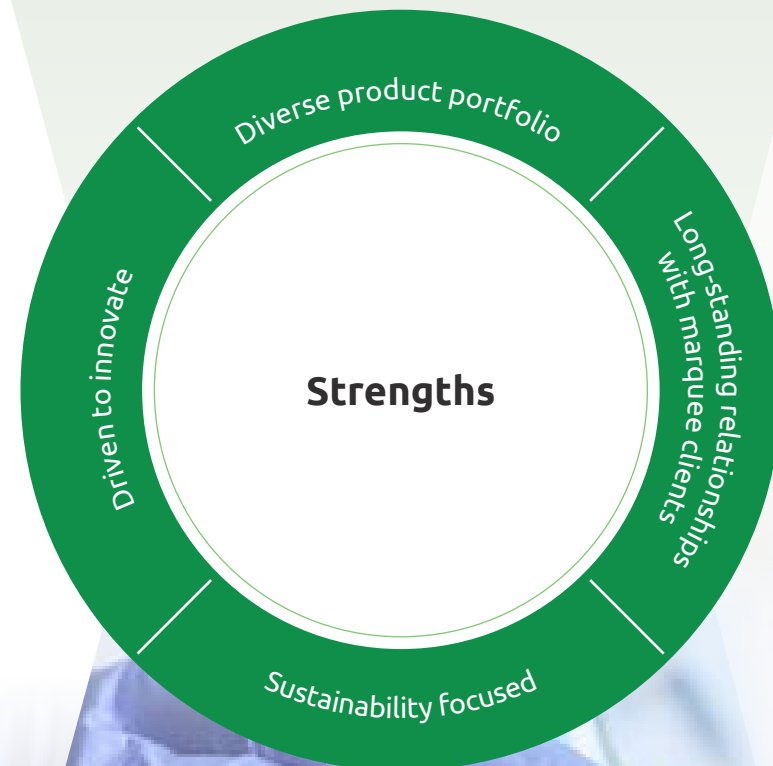 Diverse product portfolio
Long-standing relationships
with marquee clients
Sustainability focused
Driven to innovate
Strengths